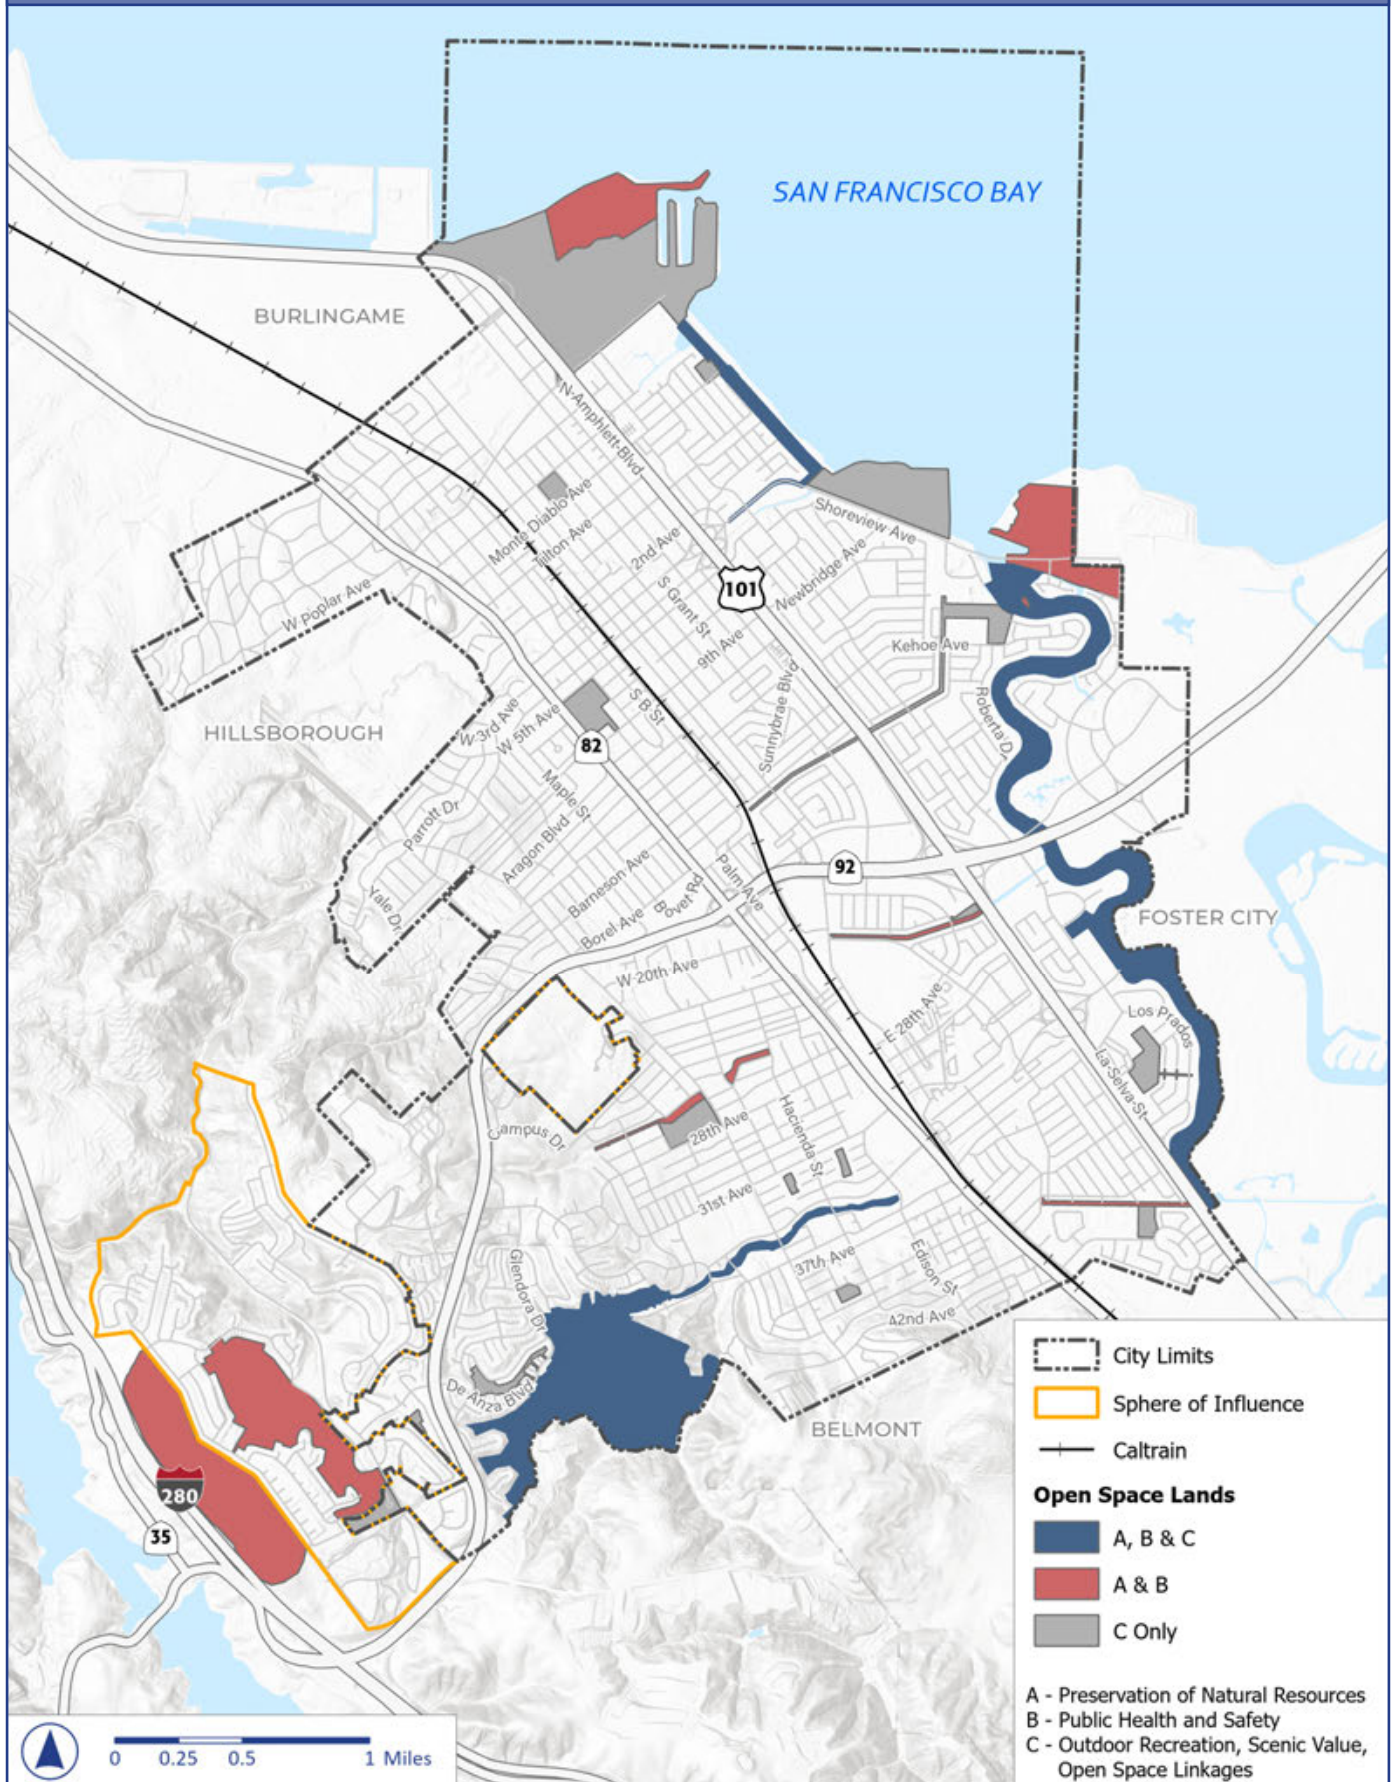 SAN FRANCISCO BAY
BURLINGAME
N Amphlett Blvd
Monte Diablo Ave
Tilton Ave
2nd Ave
Shoreview Ave
101
Newbridge Ave
S Grant St
9th Ave
W Poplar Ave
Kehoe Ave
HILLSBOROUGH
W 3rd Ave
W 5th Ave
S B St
Sunnybrae Blvd
Roberta Dr
82
Maple St
Parrott Dr
Aragon Blvd
Barneson Ave
Palm Ave
92
Yale Dr
Borel Ave
Bovet Rd
FOSTER CITY
W 20th Ave
E 28th Ave
Los Prados
La Selva St
Campus Dr
28th Ave
Hacienda St
31st Ave
37th Ave
Edison St
Glendora Dr
42nd Ave
De Anza Blvd
BELMONT
280
35
City Limits
Sphere of Influence
Caltrain
Open Space Lands
A, B & C
A & B
C Only
A - Preservation of Natural Resources
B - Public Health and Safety
C - Outdoor Recreation, Scenic Value,
Open Space Linkages
0 0.25 0.5 1 Miles